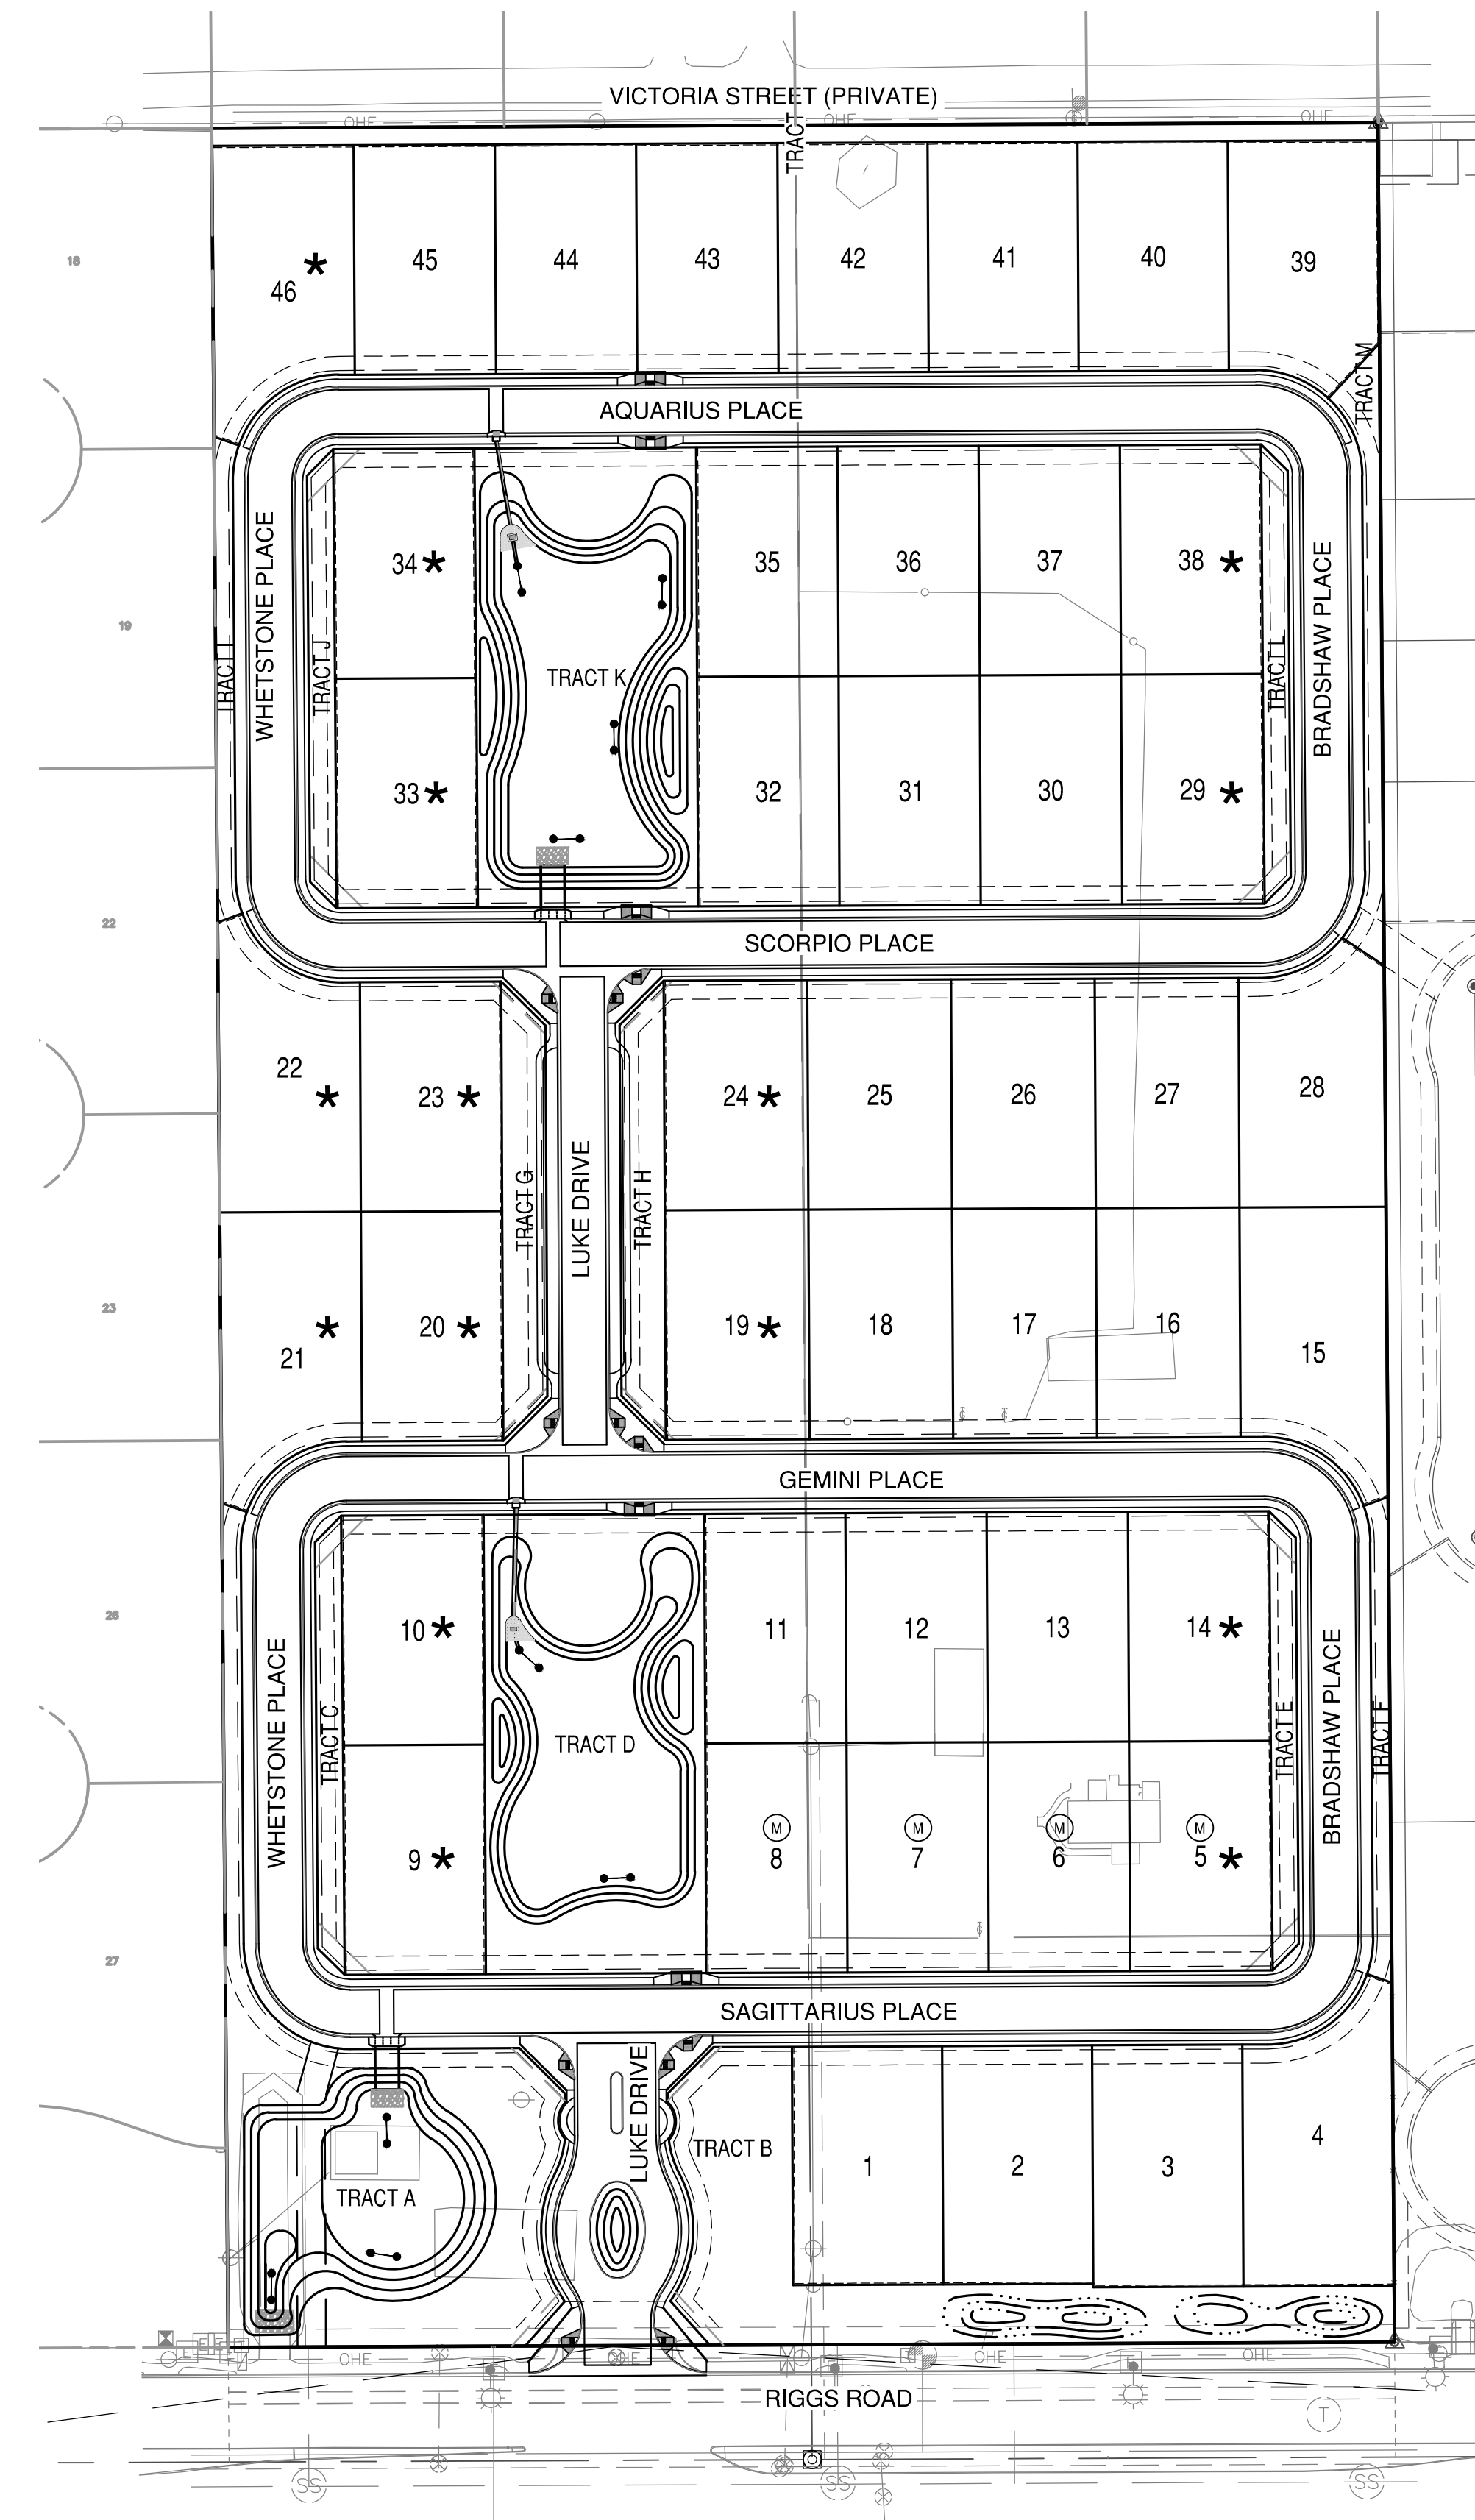 VICTORIA STREET (PRIVATE)
OHE
OHE
OHE
TRACT
18
46 *
45
44
43
42
41
40
39
TRACT M
AQUARIUS PLACE
34 *
35
36
37
38 *
19
TRACT I
WHETSTONE PLACE
TRACT J
TRACT K
TRACT L
BRADSHAW PLACE
33 *
32
31
30
29 *
22
SCORPIO PLACE
22 *
23 *
24 *
25
26
27
28
TRACT G
LUKE DRIVE
TRACT H
23
21 *
20 *
19 *
18
17
16
15
GEMINI PLACE
26
10 *
11
12
13
14 *
WHETSTONE PLACE
TRACT C
TRACT D
TRACT E
BRADSHAW PLACE
TRACT F
M
M
M
M
9 *
8
7
6
5 *
27
SAGITTARIUS PLACE
LUKE DRIVE
TRACT B
1
2
3
4
TRACT A
OHE
OHE
OHE
OHE
RIGGS ROAD
T
SS
SS
SS